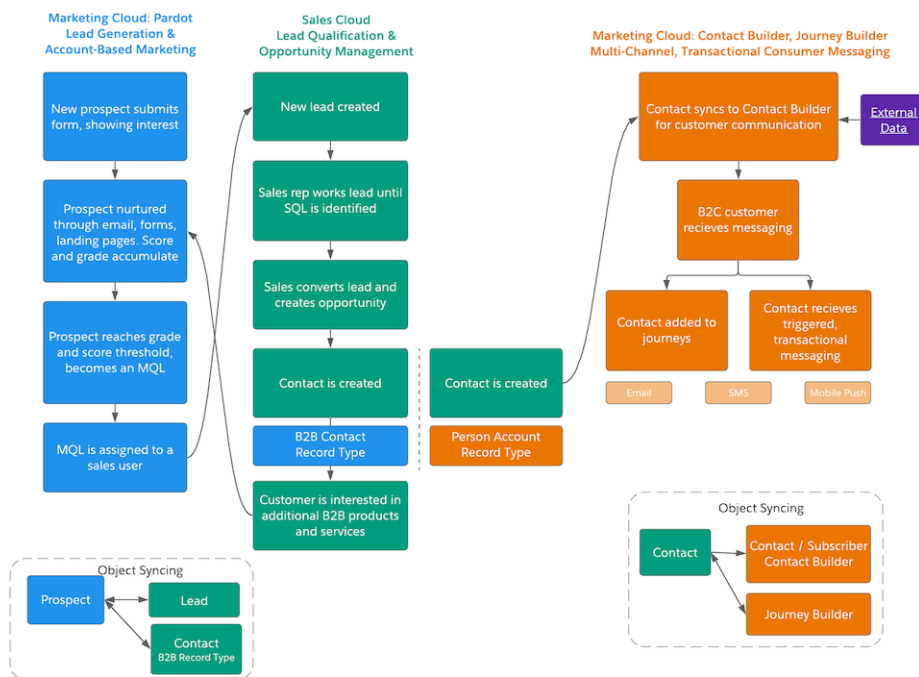 Marketing Cloud: Pardot
Lead Generation &
Account-Based Marketing
New prospect submits
form, showing interest
Prospect nurtured
through email, forms,
landing pages. Score
and grade accumulate
Prospect reaches grade
and score threshold,
becomes an MQL
MQL is assigned to a
sales user
Sales Cloud
Lead Qualification &
Opportunity Management
New lead created
Sales rep works lead until
SQL is identified
Sales converts lead and
creates opportunity
Contact is created
B2B Contact
Record Type
Customer is interested in
additional B2B products
and services
Contact is created
Person Account
Record Type
Marketing Cloud: Contact Builder, Journey Builder
Multi-Channel, Transactional Consumer Messaging
Contact syncs to Contact Builder
for customer communication
External
Data
B2C customer
recieves messaging
Contact added to
journeys
Contact recieves
triggered,
transactional
messaging
Email
SMS
Mobile Push
Object Syncing
Prospect
Lead
Contact
B2B Record Type
Object Syncing
Contact
Contact / Subscriber
Contact Builder
Journey Builder